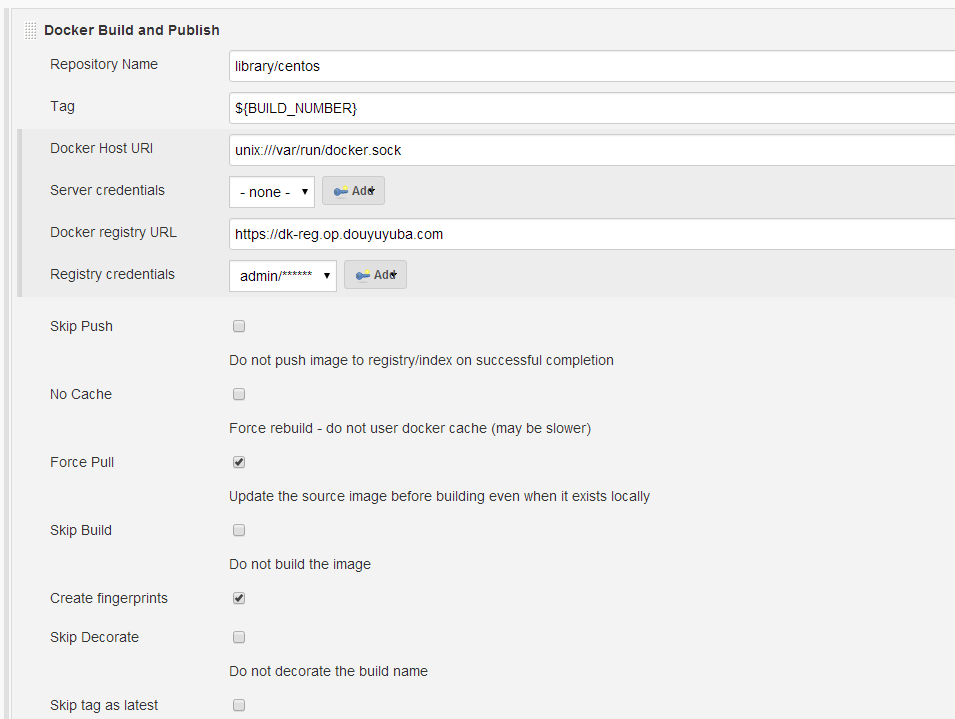 Docker Build and Publish
Repository Name library/centos
Tag ${BUILD_NUMBER}
Docker Host URI unix:///var/run/docker.sock
Server credentials - none - Add
Docker registry URL https://dk-reg.op.douyuyuba.com
Registry credentials admin/****** Add
Skip Push
Do not push image to registry/index on successful completion
No Cache
Force rebuild - do not user docker cache (may be slower)
Force Pull
Update the source image before building even when it exists locally
Skip Build
Do not build the image
Create fingerprints
Skip Decorate
Do not decorate the build name
Skip tag as latest